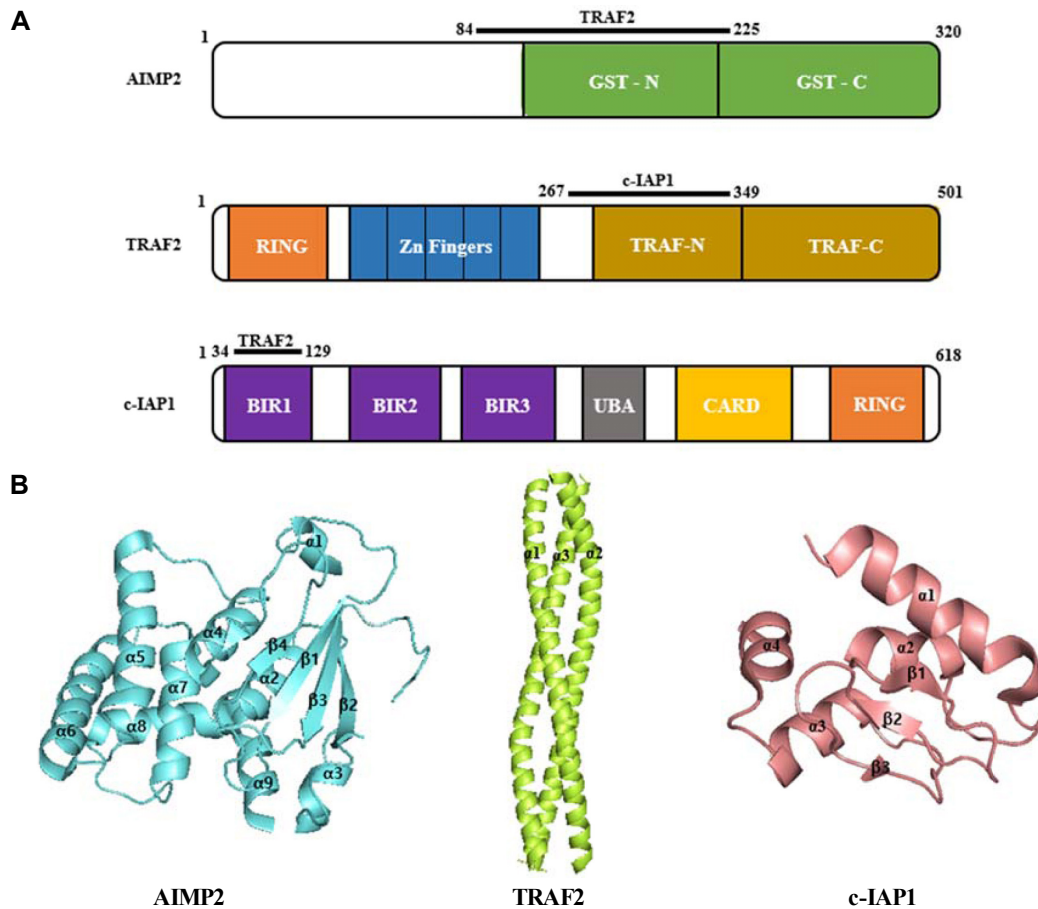 A
TRAF2
1 84 225 320
AIMP2 GST - N GST - C
c-IAP1
1 267 349 501
TRAF2 RING Zn Fingers TRAF-N TRAF-C
TRAF2
1 34 129 618
c-IAP1 BIR1 BIR2 BIR3 UBA CARD RING
B
α1
α4 β4 β1
α5 α2
α7 β3 β2
α6 α8
α9 α3
α1 α3 α2
α1
α4 α2
β1
α3 β2
β3
AIMP2 TRAF2 c-IAP1